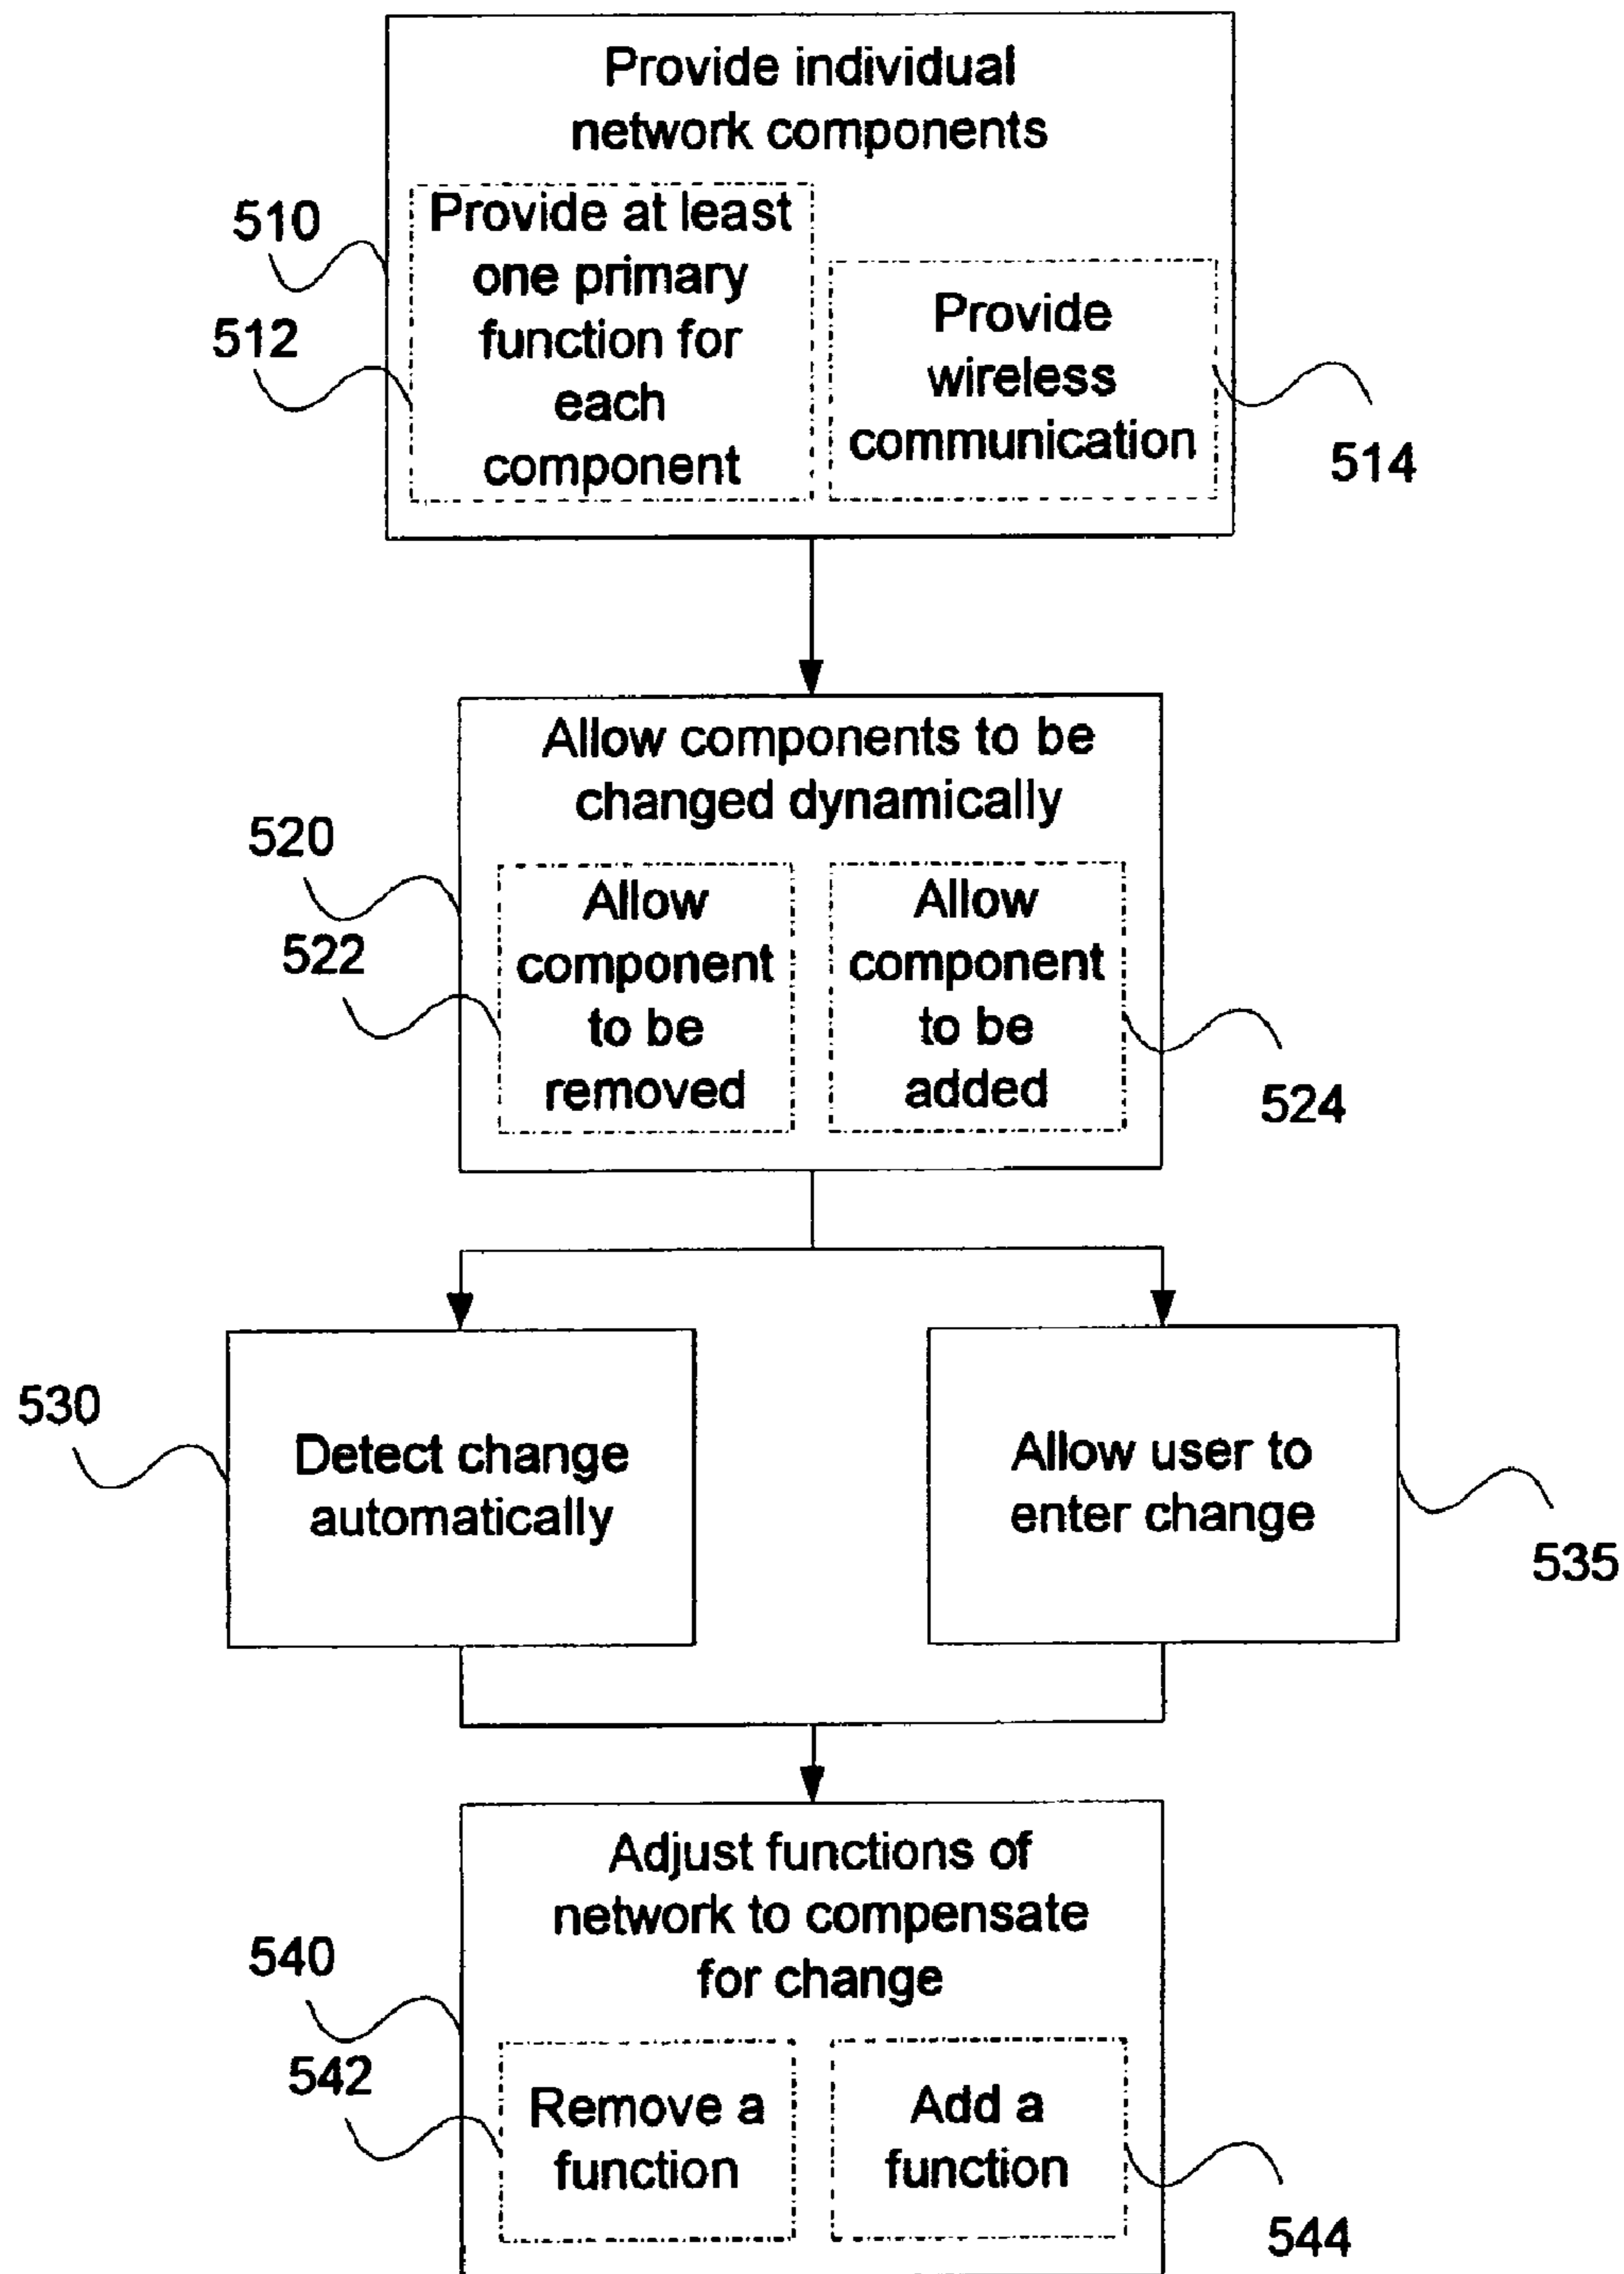 Provide individual
network components
510
512
Provide at least
one primary
function for
each
component
Provide
wireless
communication
514
Allow components to be
changed dynamically
520
522
Allow
component
to be
removed
Allow
component
to be
added
524
530
Detect change
automatically
Allow user to
enter change
535
Adjust functions of
network to compensate
for change
540
542
Remove a
function
Add a
function
544